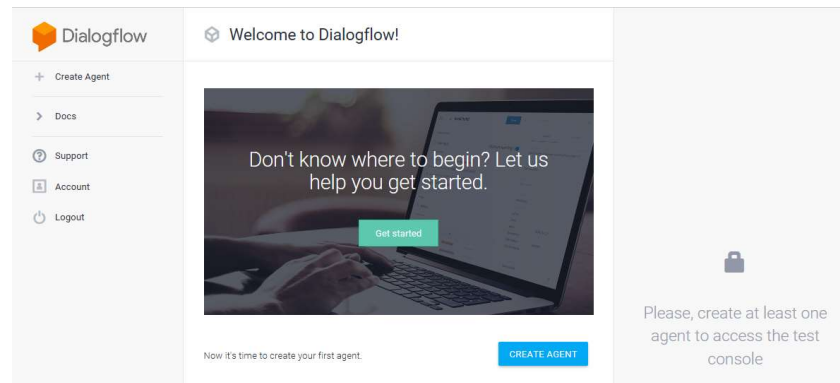 Dialogflow
Create Agent
Docs
Support
Account
Logout
Welcome to Dialogflow!
Don't know where to begin? Let us
help you get started.
Get started
Now it's time to create your first agent.
CREATE AGENT
Please, create at least one
agent to access the test
console